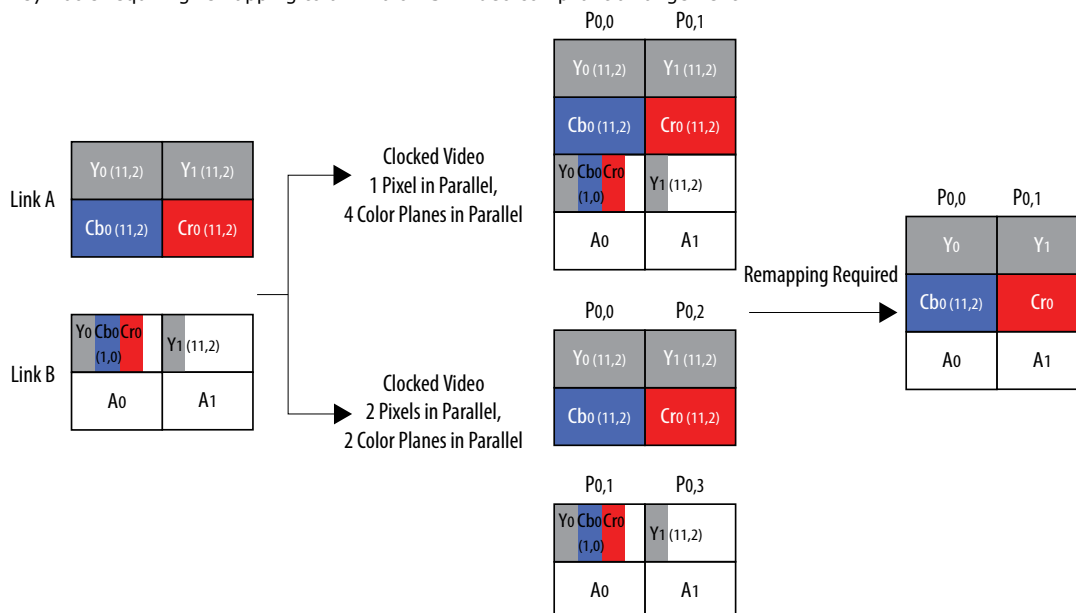 P0,0 P0,1
Y0 (11,2) Y1 (11,2)
Cb0 (11,2) Cr0 (11,2)
Y0 Cb0 Cr0
(1,0)
Y1 (11,2)
A0 A1
Link A
Y0 (11,2) Y1 (11,2)
Cb0 (11,2) Cr0 (11,2)
Link B
Y0 Cb0 Cr0
(1,0)
Y1 (11,2)
A0 A1
Clocked Video
1 Pixel in Parallel,
4 Color Planes in Parallel
Clocked Video
2 Pixels in Parallel,
2 Color Planes in Parallel
P0,0 P0,2
Y0 (11,2) Y1 (11,2)
Cb0 (11,2) Cr0 (11,2)
P0,1 P0,3
Y0 Cb0 Cr0
(1,0)
Y1 (11,2)
A0 A1
Remapping Required
P0,0 P0,1
Y0 Y1
Cb0 (11,2) Cr0
A0 A1